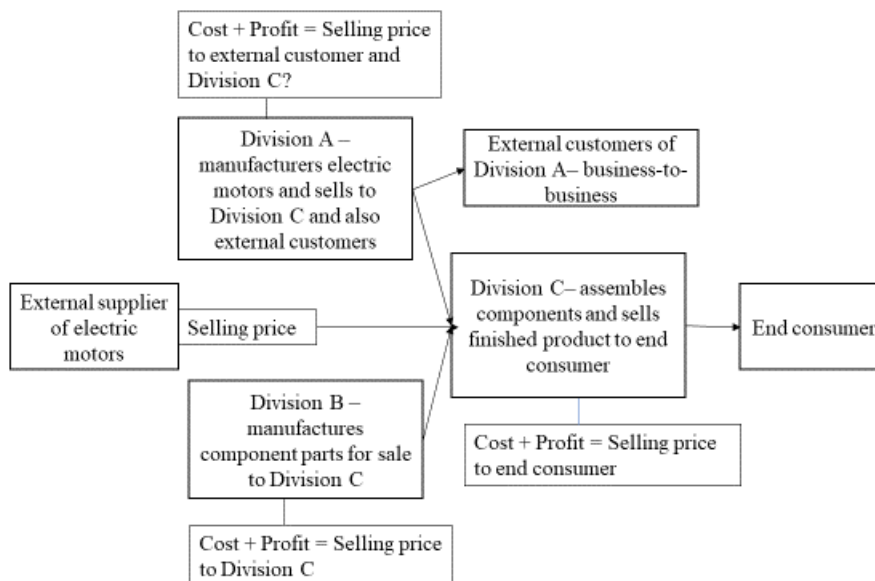 Cost + Profit = Selling price
to external customer and
Division C?
Division A –
manufacturers electric
motors and sells to
Division C and also
external customers
External customers of
Division A– business-to-
business
External supplier
of electric
motors
Selling price
Division C– assembles
components and sells
finished product to end
consumer
End consumer
Division B –
manufactures
component parts for sale
to Division C
Cost + Profit = Selling price
to end consumer
Cost + Profit = Selling price
to Division C